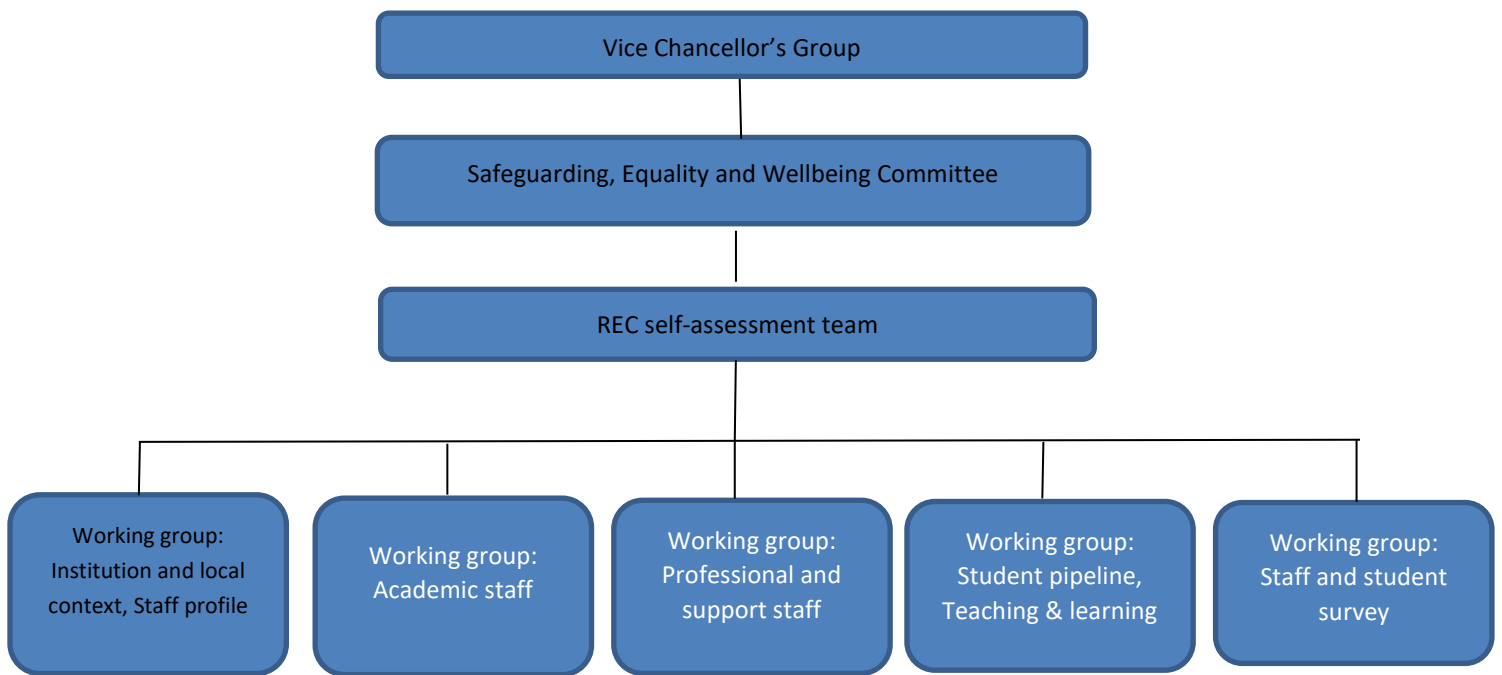 Vice Chancellor’s Group
Safeguarding, Equality and Wellbeing Committee
REC self-assessment team
Working group:
Institution and local
context, Staff profile
Working group:
Academic staff
Working group:
Professional and
support staff
Working group:
Student pipeline,
Teaching & learning
Working group:
Staff and student
survey